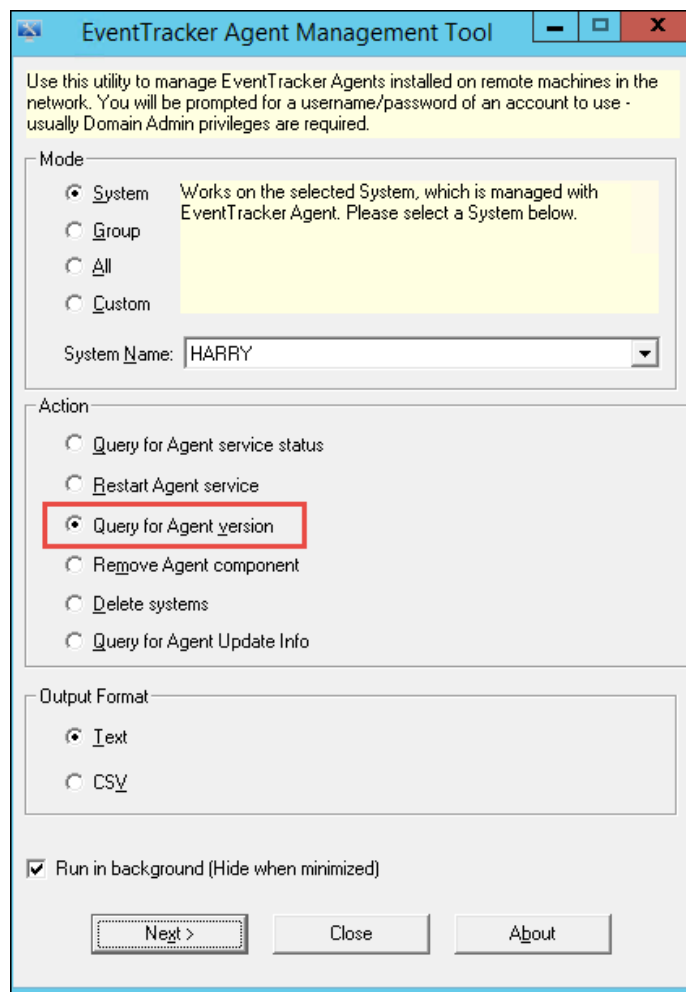 EventTracker Agent Management Tool
Use this utility to manage EventTracker Agents installed on remote machines in the
network. You will be prompted for a username/password of an account to use -
usually Domain Admin privileges are required.
Mode
System
Works on the selected System, which is managed with
EventTracker Agent. Please select a System below.
Group
All
Custom
System Name: HARRY
Action
Query for Agent service status
Restart Agent service
Query for Agent version
Remove Agent component
Delete systems
Query for Agent Update Info
Output Format
Text
CSV
Run in background (Hide when minimized)
Next >
Close
About